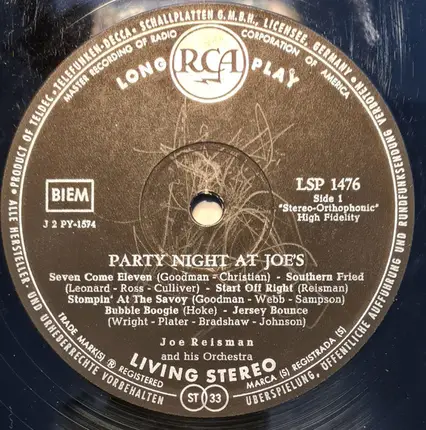 PRODUCT OF TELDEC »TELEFUNKEN-DECCA« SCHALLPLATTEN G.M.B.H., LICENSEE, GERMANY
MASTER RECORDING OF RADIO CORPORATION OF AMERICA
LONG RCA PLAY
LSP 1476
Side 1
BIEM
"Stereo-Orthophonic"
High Fidelity
J 2 PY-1574
PARTY NIGHT AT JOE'S
Seven Come Eleven (Goodman - Christian) - Southern Fried
(Leonard - Ross - Culliver) - Start Off Right (Reisman)
Stompin' At The Savoy (Goodman - Webb - Sampson)
Bubble Boogie (Hoke) - Jersey Bounce
(Wright - Plater - Bradshaw - Johnson)
Joe Reisman
and his Orchestra
TRADE MARK(S) ® REGISTERED
MARCA (S) REGISTRADA (S)
LIVING STEREO
ST 33
ALLE HERSTELLER- UND URHEBERRECHTE VORBEHALTEN
ÜBERSPIELUNG, ÖFFENTLICHE AUFFÜHRUNG UND RUNDFUNKSENDUNG VERBOTEN